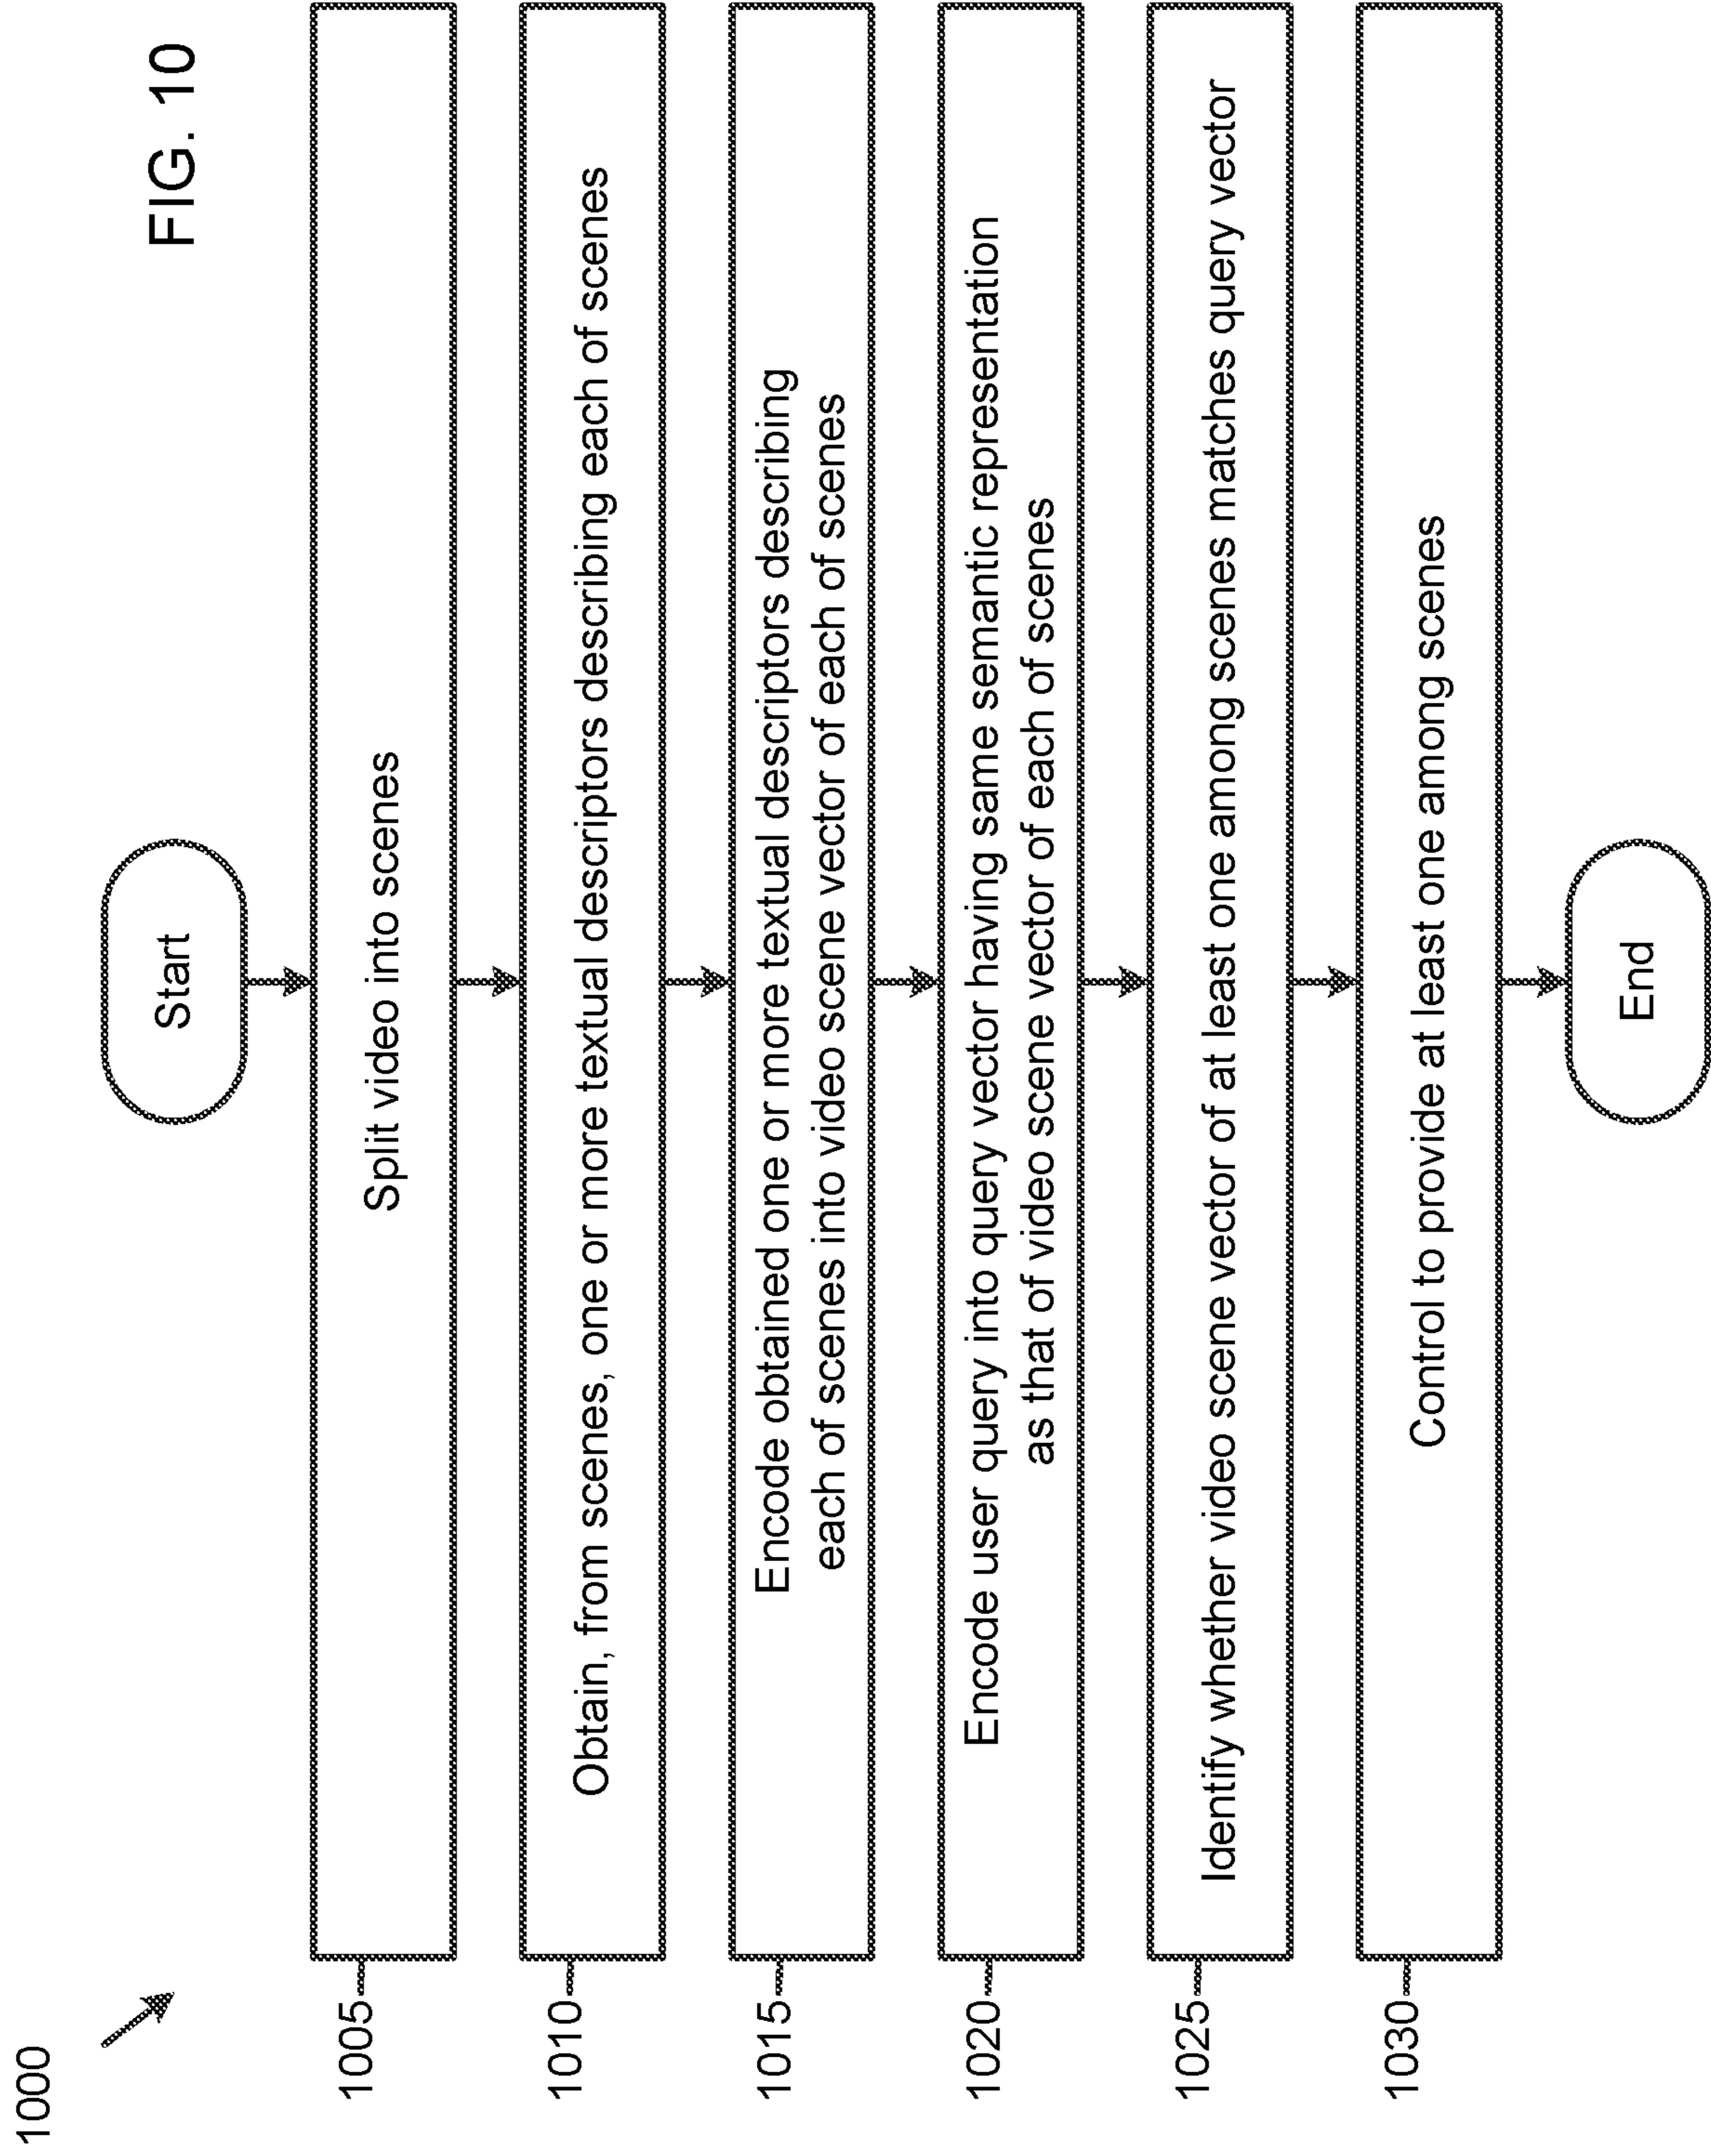 1000
FIG. 10
Start
1005
Split video into scenes
1010
Obtain, from scenes, one or more textual descriptors describing each of scenes
1015
Encode obtained one or more textual descriptors describing
each of scenes into video scene vector of each of scenes
1020
Encode user query into query vector having same semantic representation
as that of video scene vector of each of scenes
1025
Identify whether video scene vector of at least one among scenes matches query vector
1030
Control to provide at least one among scenes
End